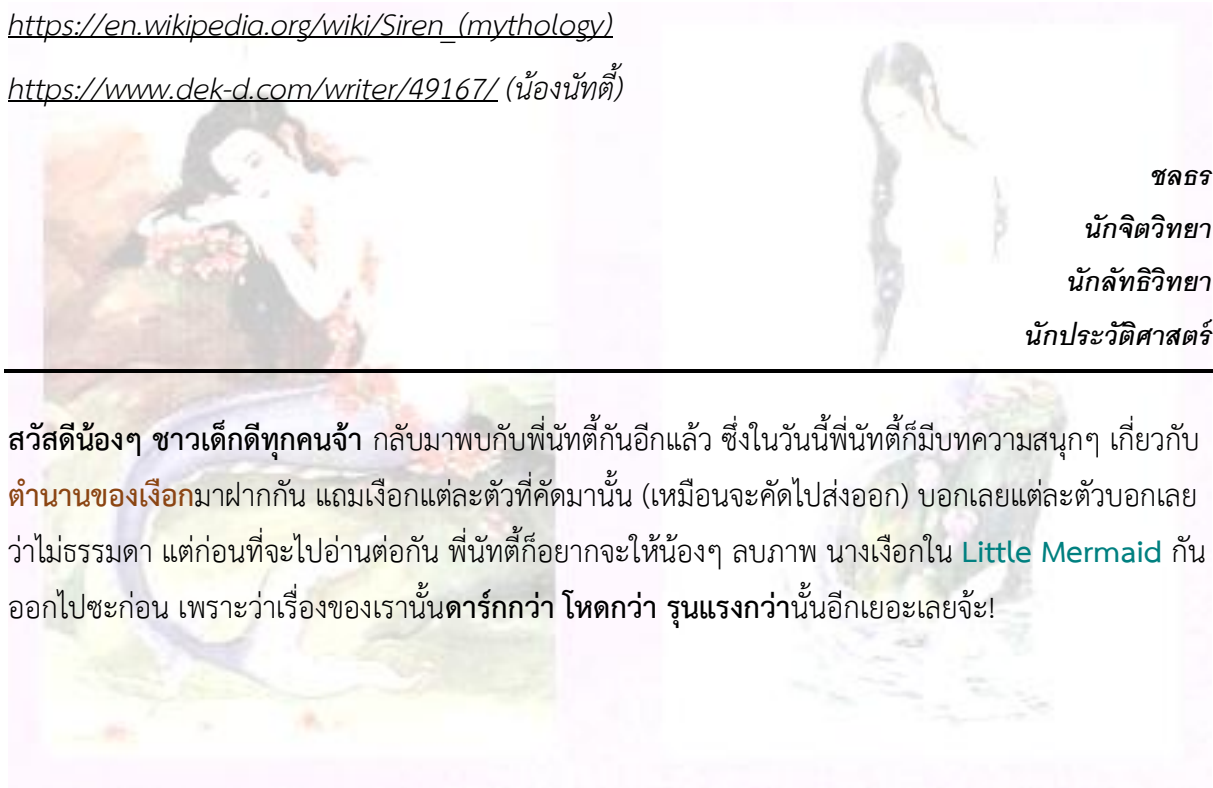 https://en.wikipedia.org/wiki/Siren_(mythology)
https://www.dek-d.com/writer/49167/ (น้องนัทตี้)
ชลธร
นักจิตวิทยา
นักลัทธิวิทยา
นักประวัติศาสตร์
สวัสดีน้องๆ ชาวเด็กดีทุกคนจ้า กลับมาพบกับพี่นัทตี้กันอีกแล้ว ซึ่งในวันนี้พี่นัทตี้ก็มีบทความสนุกๆ เกี่ยวกับ
ตำนานของเงือกมาฝากกัน แถมเงือกแต่ละตัวที่คัดมานั้น (เหมือนจะคัดไปส่งออก) บอกเลยแต่ละตัวบอกเลย
ว่าไม่ธรรมดา แต่ก่อนที่จะไปอ่านต่อกัน พี่นัทตี้ก็อยากจะให้น้องๆ ลบภาพ นางเงือกใน Little Mermaid กัน
ออกไปซะก่อน เพราะว่าเรื่องของเรานั้นดาร์กกว่า โหดกว่า รุนแรงกว่านั้นอีกเยอะเลยจ้ะ!